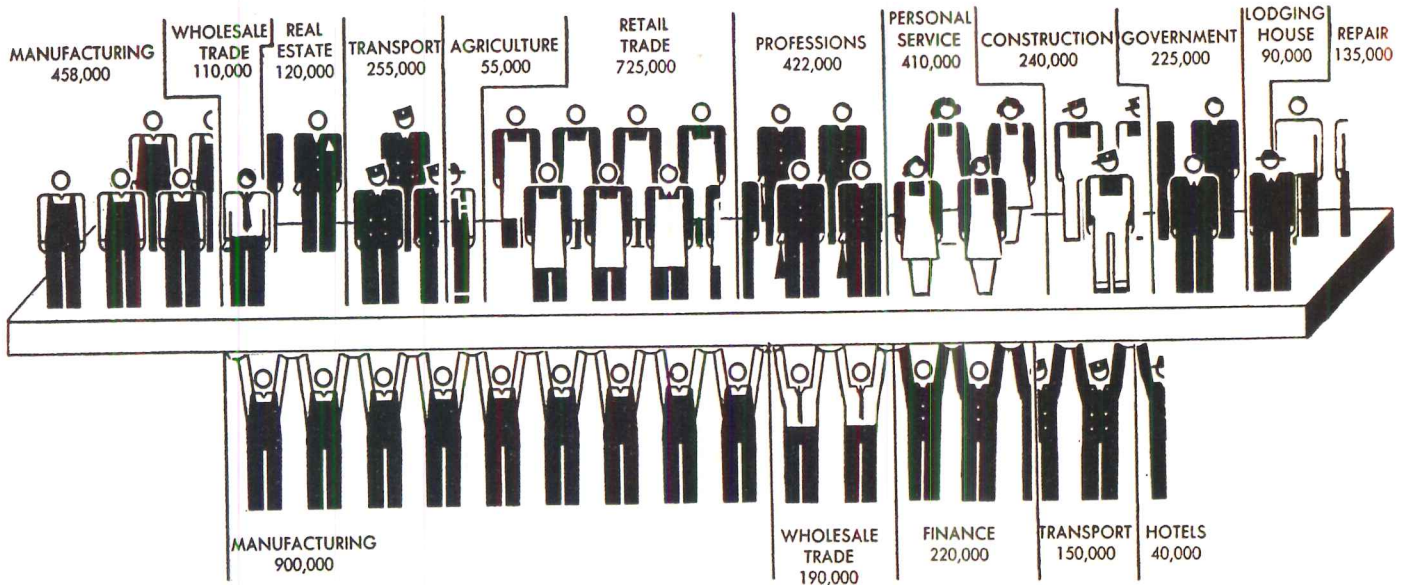 MANUFACTURING
458,000
WHOLESALE
TRADE
110,000
REAL
ESTATE
120,000
TRANSPORT
255,000
AGRICULTURE
55,000
RETAIL
TRADE
725,000
PROFESSIONS
422,000
PERSONAL
SERVICE
410,000
CONSTRUCTION
240,000
GOVERNMENT
225,000
LODGING
HOUSE
90,000
REPAIR
135,000
MANUFACTURING
900,000
WHOLESALE
TRADE
190,000
FINANCE
220,000
TRANSPORT
150,000
HOTELS
40,000